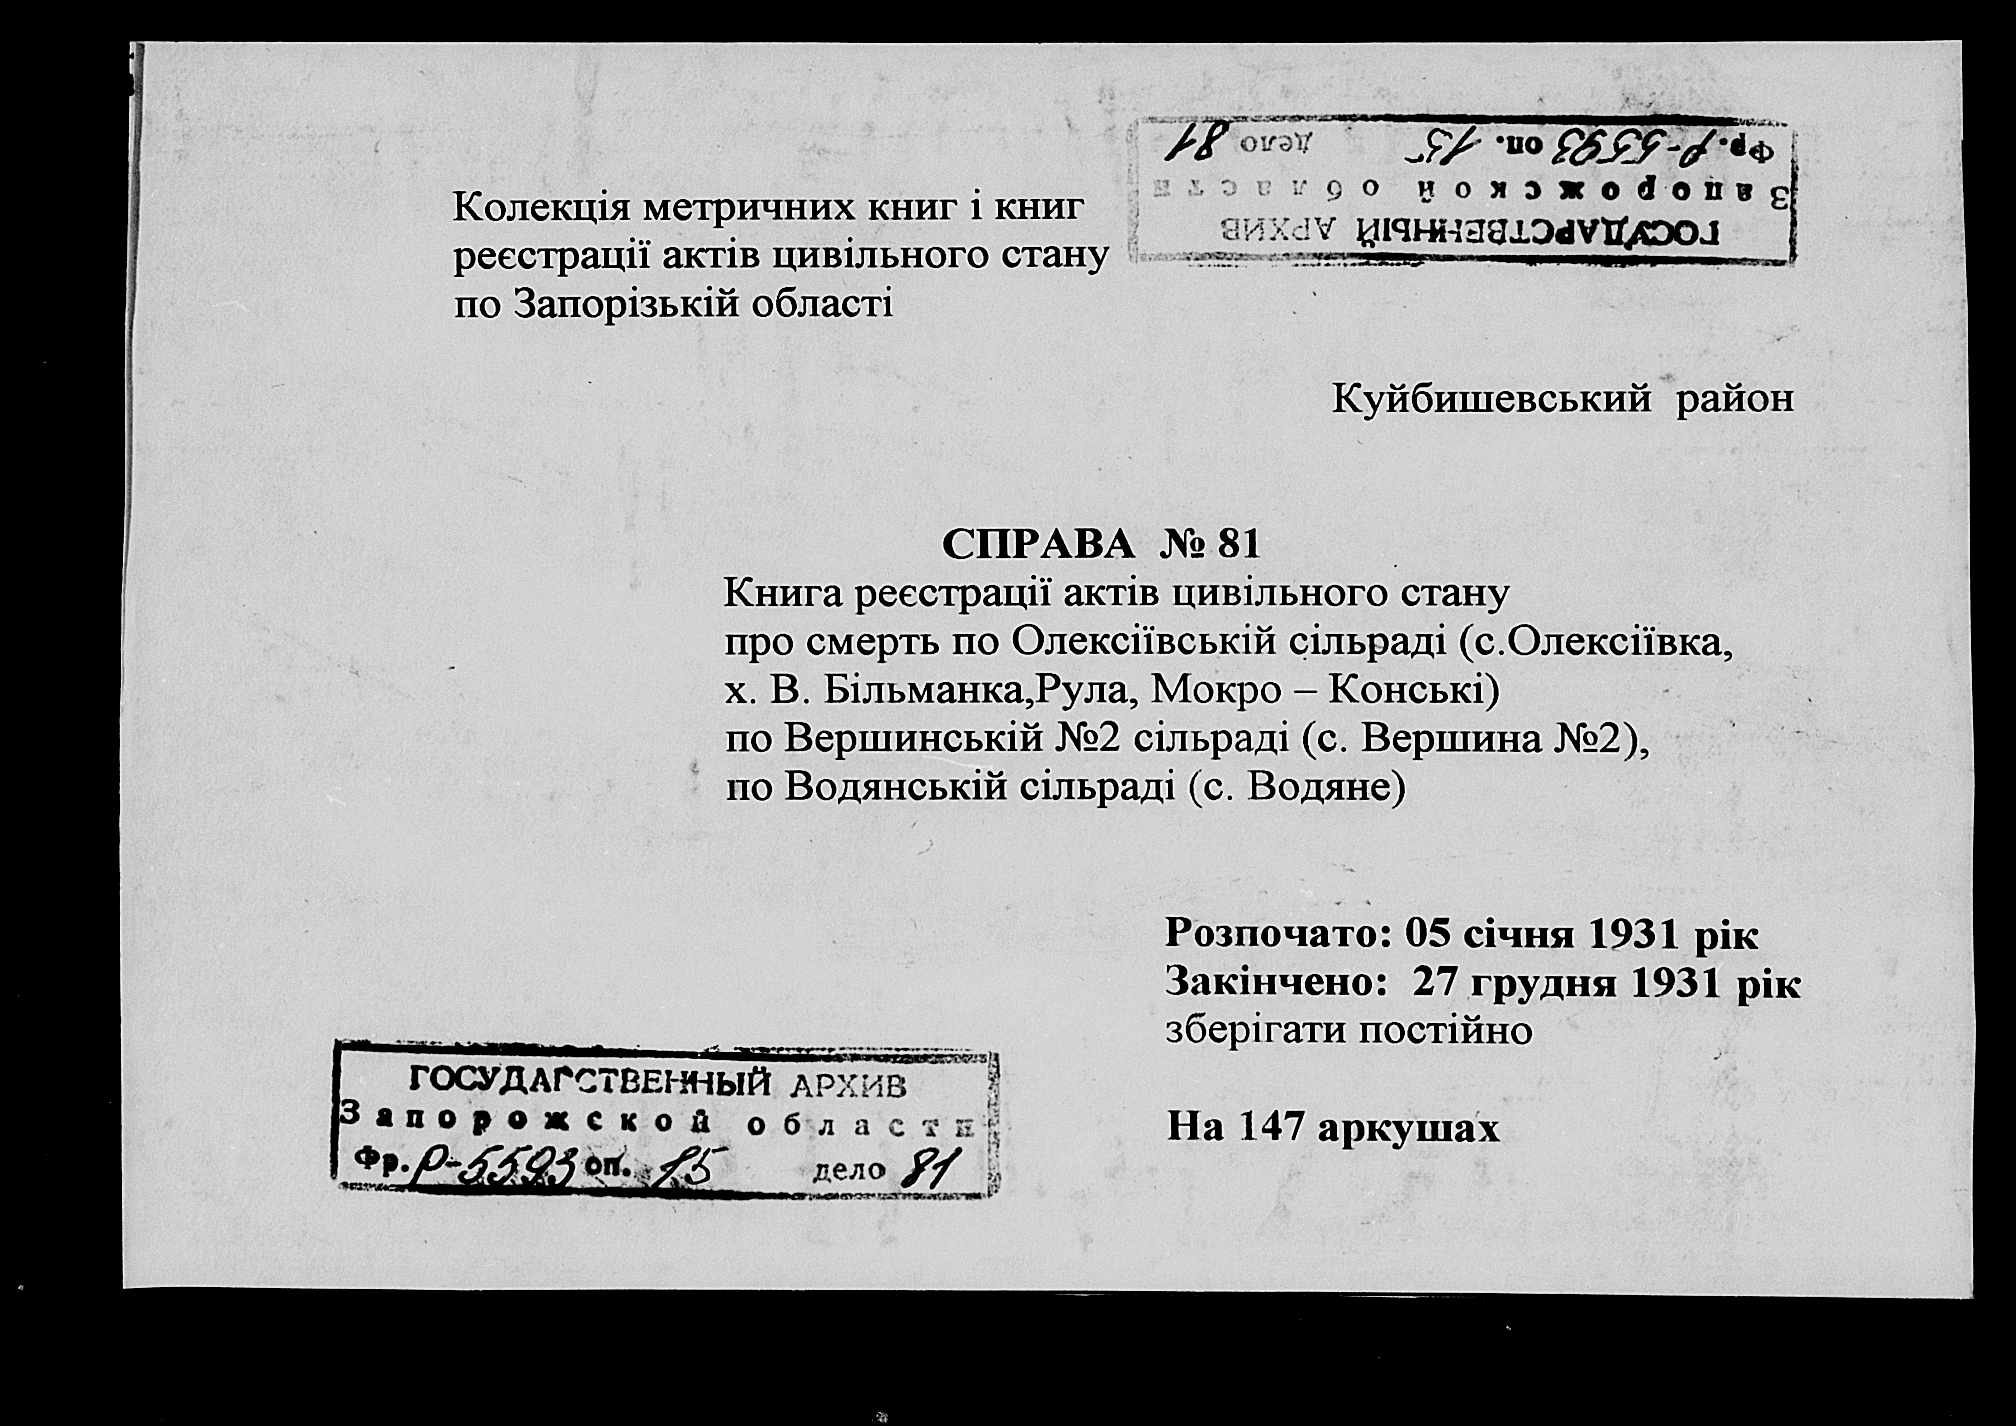 ГОСУДАРСТВЕННЫЙ АРХИВ
Запорожской области
Фр. Р-5593 оп. 15 дело 81
Колекція метричних книг і книг
реєстрації актів цивільного стану
по Запорізькій області
Куйбишевський район
СПРАВА № 81
Книга реєстрації актів цивільного стану
про смерть по Олексіївській сільраді (с.Олексіївка,
х. В. Більманка,Рула, Мокро – Конські)
по Вершинській №2 сільраді (с. Вершина №2),
по Водянській сільраді (с. Водяне)
Розпочато: 05 січня 1931 рік
Закінчено: 27 грудня 1931 рік
зберігати постійно
На 147 аркушах
ГОСУДАРСТВЕННЫЙ АРХИВ
Запорожской области
Фр. Р-5593 оп. 15 дело 81